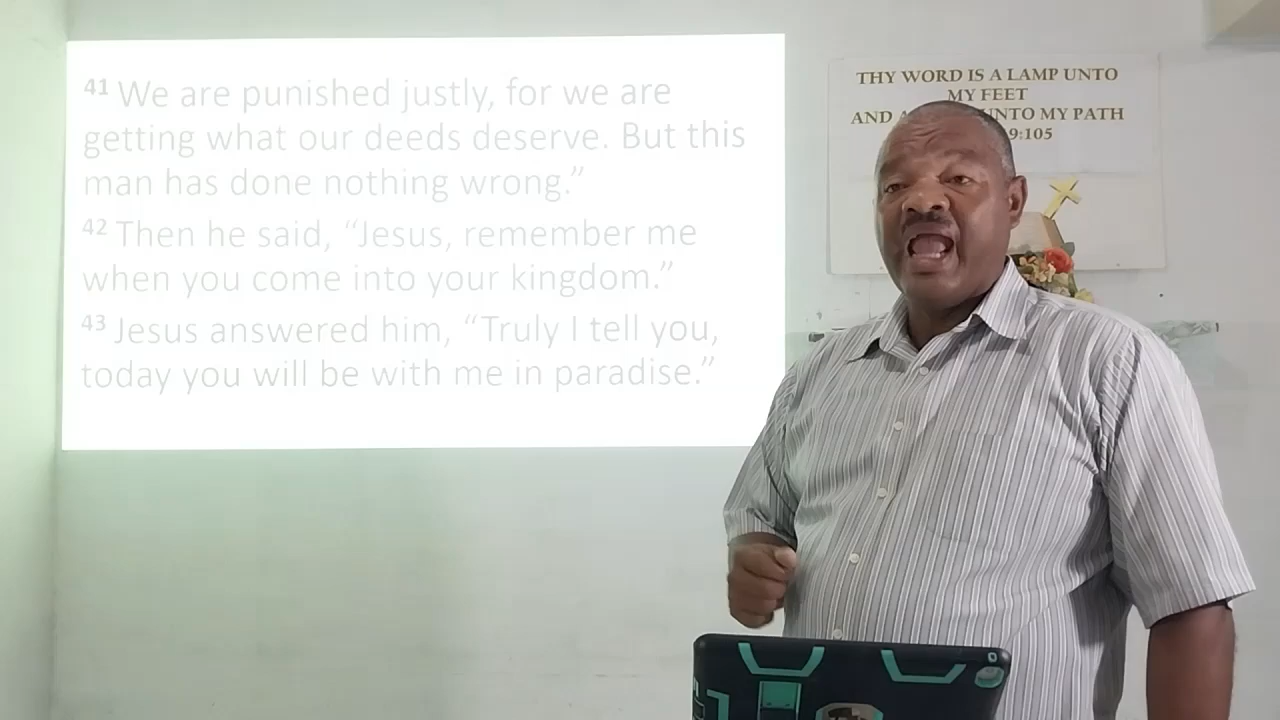 41 We are punished justly, for we are
getting what our deeds deserve. But this
man has done nothing wrong.”
42 Then he said, “Jesus, remember me
when you come into your kingdom.”
43 Jesus answered him, “Truly I tell you,
today you will be with me in paradise.”
THY WORD IS A LAMP UNTO
MY FEET
AND UNTO MY PATH
9:105